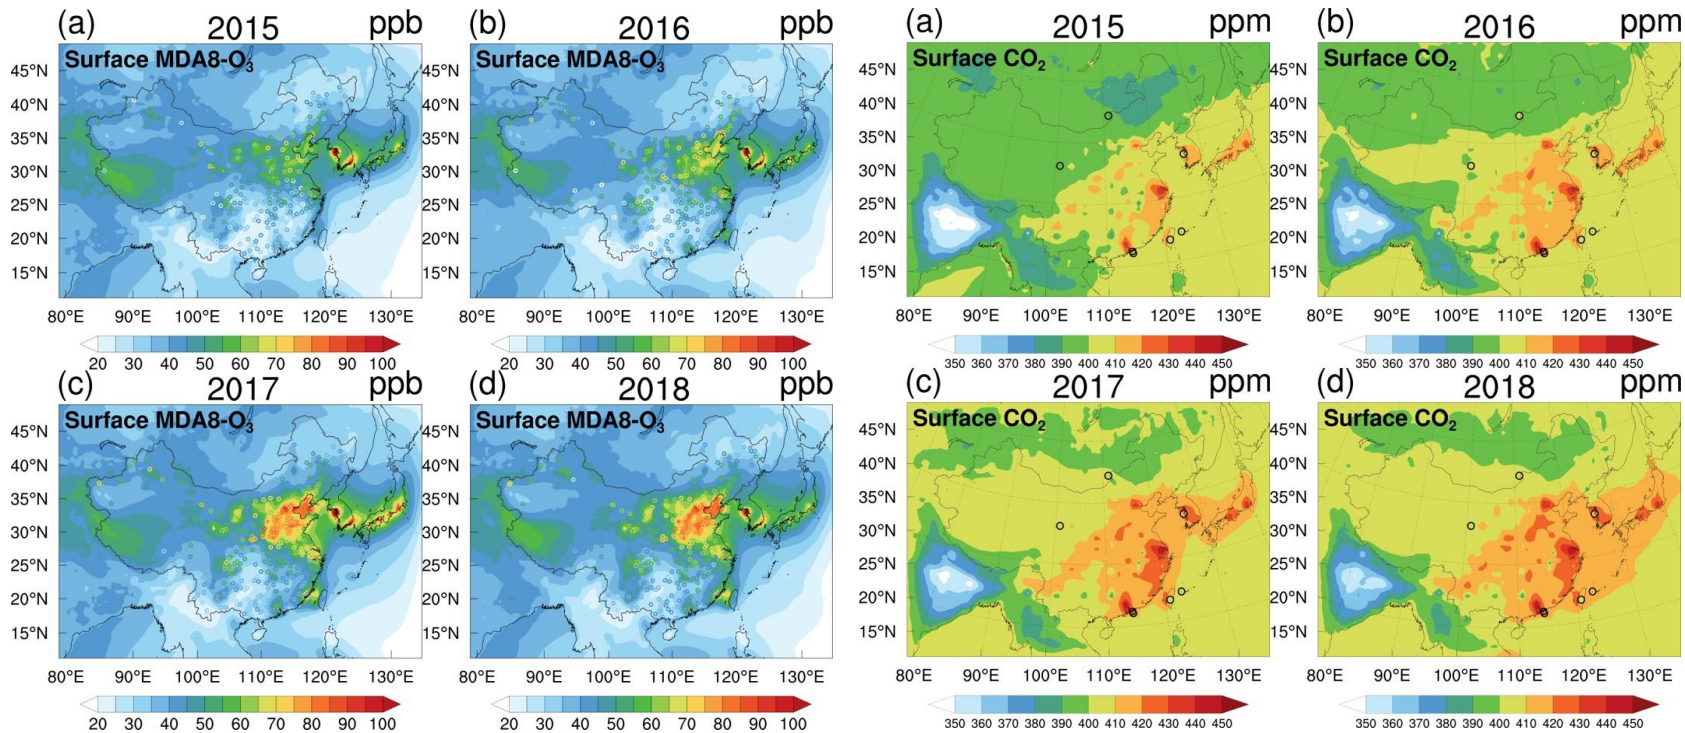 (a) 2015 ppb
Surface MDA8-O3
45°N
40°N
35°N
30°N
25°N
20°N
15°N
80°E 90°E 100°E 110°E 120°E 130°E
20 30 40 50 60 70 80 90 100
(b) 2016 ppb
Surface MDA8-O3
45°N
40°N
35°N
30°N
25°N
20°N
15°N
80°E 90°E 100°E 110°E 120°E 130°E
20 30 40 50 60 70 80 90 100
(a) 2015 ppm
Surface CO2
45°N
40°N
35°N
30°N
25°N
20°N
15°N
80°E 90°E 100°E 110°E 120°E 130°E
350 360 370 380 390 400 410 420 430 440 450
(b) 2016 ppm
Surface CO2
45°N
40°N
35°N
30°N
25°N
20°N
15°N
80°E 90°E 100°E 110°E 120°E 130°E
350 360 370 380 390 400 410 420 430 440 450
(c) 2017 ppb
Surface MDA8-O3
45°N
40°N
35°N
30°N
25°N
20°N
15°N
80°E 90°E 100°E 110°E 120°E 130°E
20 30 40 50 60 70 80 90 100
(d) 2018 ppb
Surface MDA8-O3
45°N
40°N
35°N
30°N
25°N
20°N
15°N
80°E 90°E 100°E 110°E 120°E 130°E
20 30 40 50 60 70 80 90 100
(c) 2017 ppm
Surface CO2
45°N
40°N
35°N
30°N
25°N
20°N
15°N
80°E 90°E 100°E 110°E 120°E 130°E
350 360 370 380 390 400 410 420 430 440 450
(d) 2018 ppm
Surface CO2
45°N
40°N
35°N
30°N
25°N
20°N
15°N
80°E 90°E 100°E 110°E 120°E 130°E
350 360 370 380 390 400 410 420 430 440 450